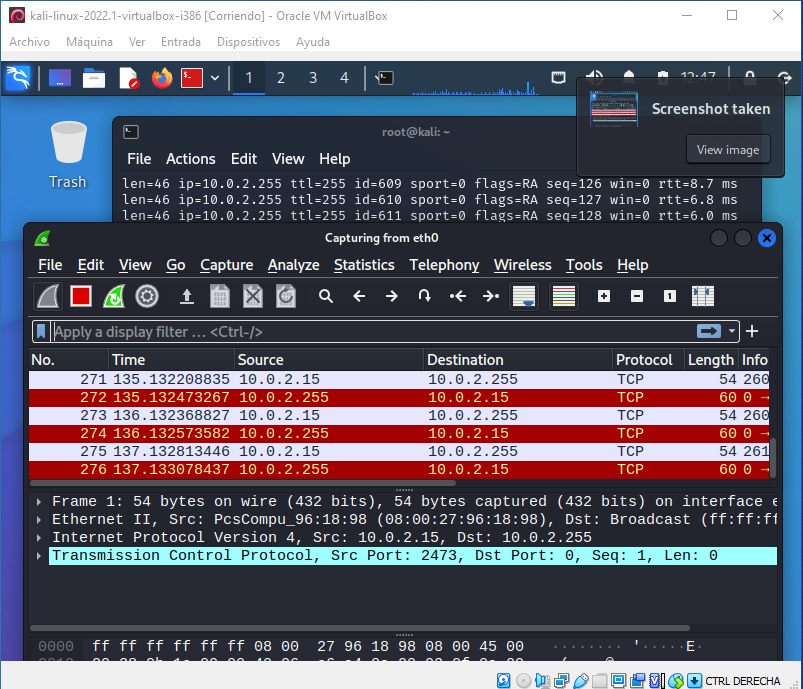 kali-linux-2022.1-virtualbox-i386 [Corriendo] - Oracle VM VirtualBox
Archivo Máquina Ver Entrada Dispositivos Ayuda
1 2 3 4 12:47
Screenshot taken
View image
Trash
root@kali: ~
File Actions Edit View Help
len=46 ip=10.0.2.255 ttl=255 id=609 sport=0 flags=RA seq=126 win=0 rtt=8.7 ms
len=46 ip=10.0.2.255 ttl=255 id=610 sport=0 flags=RA seq=127 win=0 rtt=6.8 ms
len=46 ip=10.0.2.255 ttl=255 id=611 sport=0 flags=RA seq=128 win=0 rtt=6.0 ms
Capturing from eth0
File Edit View Go Capture Analyze Statistics Telephony Wireless Tools Help
Apply a display filter ... <Ctrl-/>
No. Time Source Destination Protocol Length Info
271 135.132208835 10.0.2.15 10.0.2.255 TCP 54 260
272 135.132473267 10.0.2.255 10.0.2.15 TCP 60 0 →
273 136.132368827 10.0.2.15 10.0.2.255 TCP 54 260
274 136.132573582 10.0.2.255 10.0.2.15 TCP 60 0 →
275 137.132813446 10.0.2.15 10.0.2.255 TCP 54 261
276 137.133078437 10.0.2.255 10.0.2.15 TCP 60 0 →
Frame 1: 54 bytes on wire (432 bits), 54 bytes captured (432 bits) on interface e
Ethernet II, Src: PcsCompu_96:18:98 (08:00:27:96:18:98), Dst: Broadcast (ff:ff:ff
Internet Protocol Version 4, Src: 10.0.2.15, Dst: 10.0.2.255
Transmission Control Protocol, Src Port: 2473, Dst Port: 0, Seq: 1, Len: 0
0000 ff ff ff ff ff ff 08 00 27 96 18 98 08 00 45 00 ········ '·····E·
CTRL DERECHA